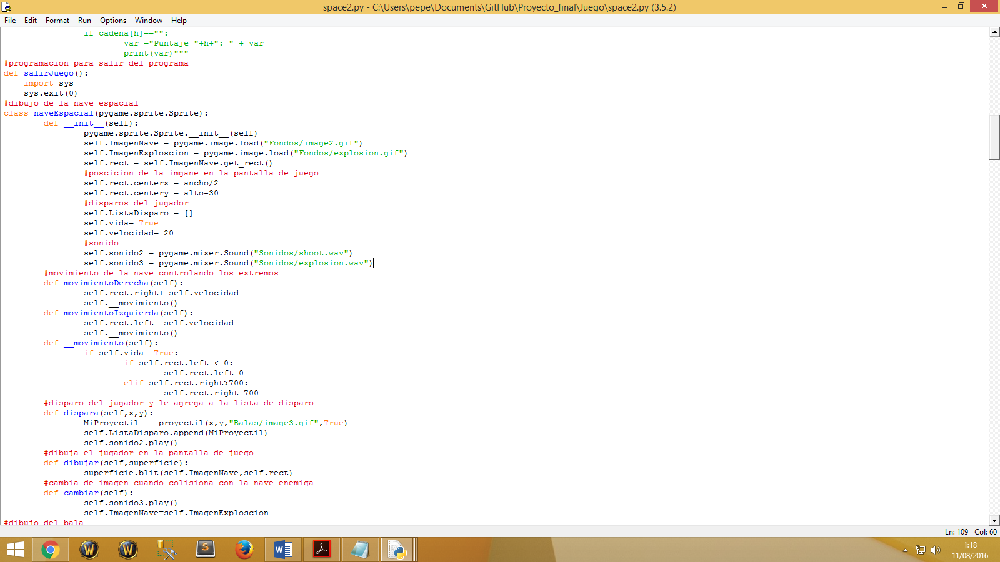 space2.py - C:\Users\pepe\Documents\GitHub\Proyecto_final\Juego\space2.py (3.5.2)
File Edit Format Run Options Window Help
if cadena[h]=="":
var ="Puntaje "+h+": " + var
print(var)"""
#programacion para salir del programa
def salirJuego():
import sys
sys.exit(0)
#dibujo de la nave espacial
class naveEspacial(pygame.sprite.Sprite):
def __init__(self):
pygame.sprite.Sprite.__init__(self)
self.ImagenNave = pygame.image.load("Fondos/image2.gif")
self.ImagenExploscion = pygame.image.load("Fondos/explosion.gif")
self.rect = self.ImagenNave.get_rect()
#poscicion de la imgane en la pantalla de juego
self.rect.centerx = ancho/2
self.rect.centery = alto-30
#disparos del jugador
self.ListaDisparo = []
self.vida= True
self.velocidad= 20
#sonido
self.sonido2 = pygame.mixer.Sound("Sonidos/shoot.wav")
self.sonido3 = pygame.mixer.Sound("Sonidos/explosion.wav")
#movimiento de la nave controlando los extremos
def movimientoDerecha(self):
self.rect.right+=self.velocidad
self.__movimiento()
def movimientoIzquierda(self):
self.rect.left-=self.velocidad
self.__movimiento()
def __movimiento(self):
if self.vida==True:
if self.rect.left <=0:
self.rect.left=0
elif self.rect.right>700:
self.rect.right=700
#disparo del jugador y le agrega a la lista de disparo
def dispara(self,x,y):
MiProyectil  = proyectil(x,y,"Balas/image3.gif",True)
self.ListaDisparo.append(MiProyectil)
self.sonido2.play()
#dibuja el jugador en la pantalla de juego
def dibujar(self,superficie):
superficie.blit(self.ImagenNave,self.rect)
#cambia de imagen cuando colisiona con la nave enemiga
def cambiar(self):
self.sonido3.play()
self.ImagenNave=self.ImagenExploscion
#dibujo del bala
Ln: 109 Col: 60
1:18
11/08/2016